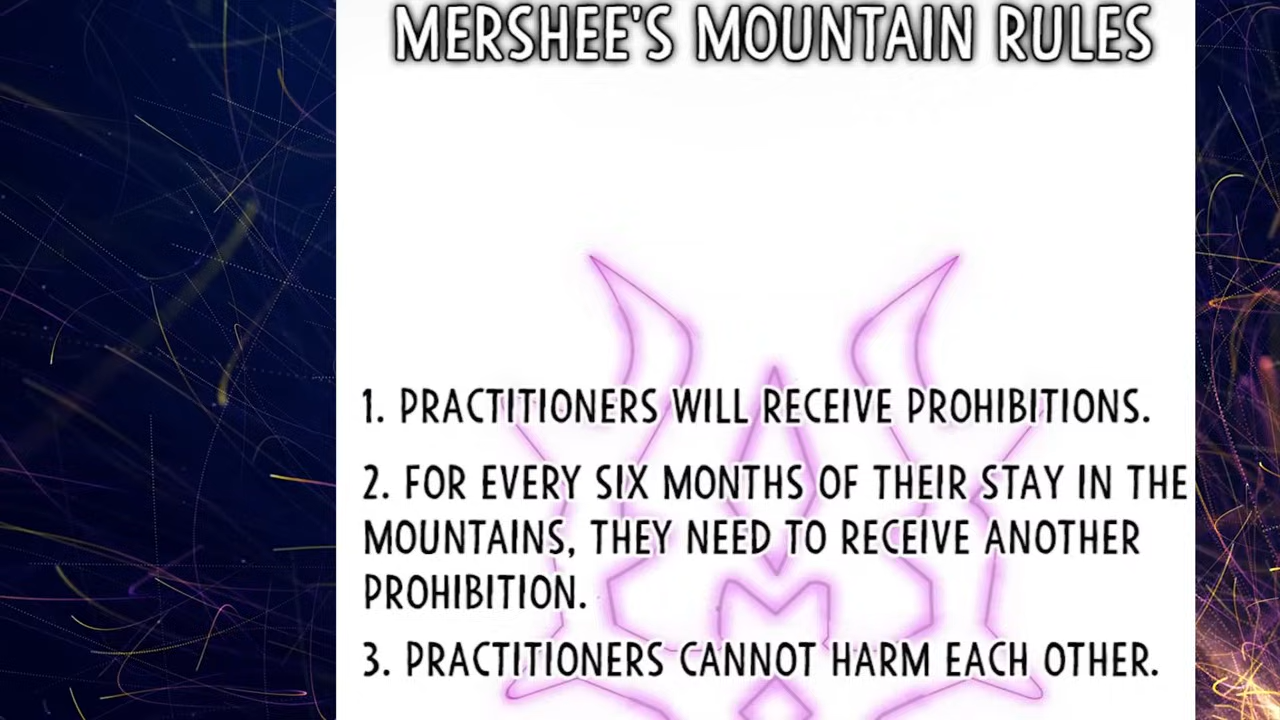 MERSHEE'S MOUNTAIN RULES
1. PRACTITIONERS WILL RECEIVE PROHIBITIONS.
2. FOR EVERY SIX MONTHS OF THEIR STAY IN THE
MOUNTAINS, THEY NEED TO RECEIVE ANOTHER
PROHIBITION.
3. PRACTITIONERS CANNOT HARM EACH OTHER.